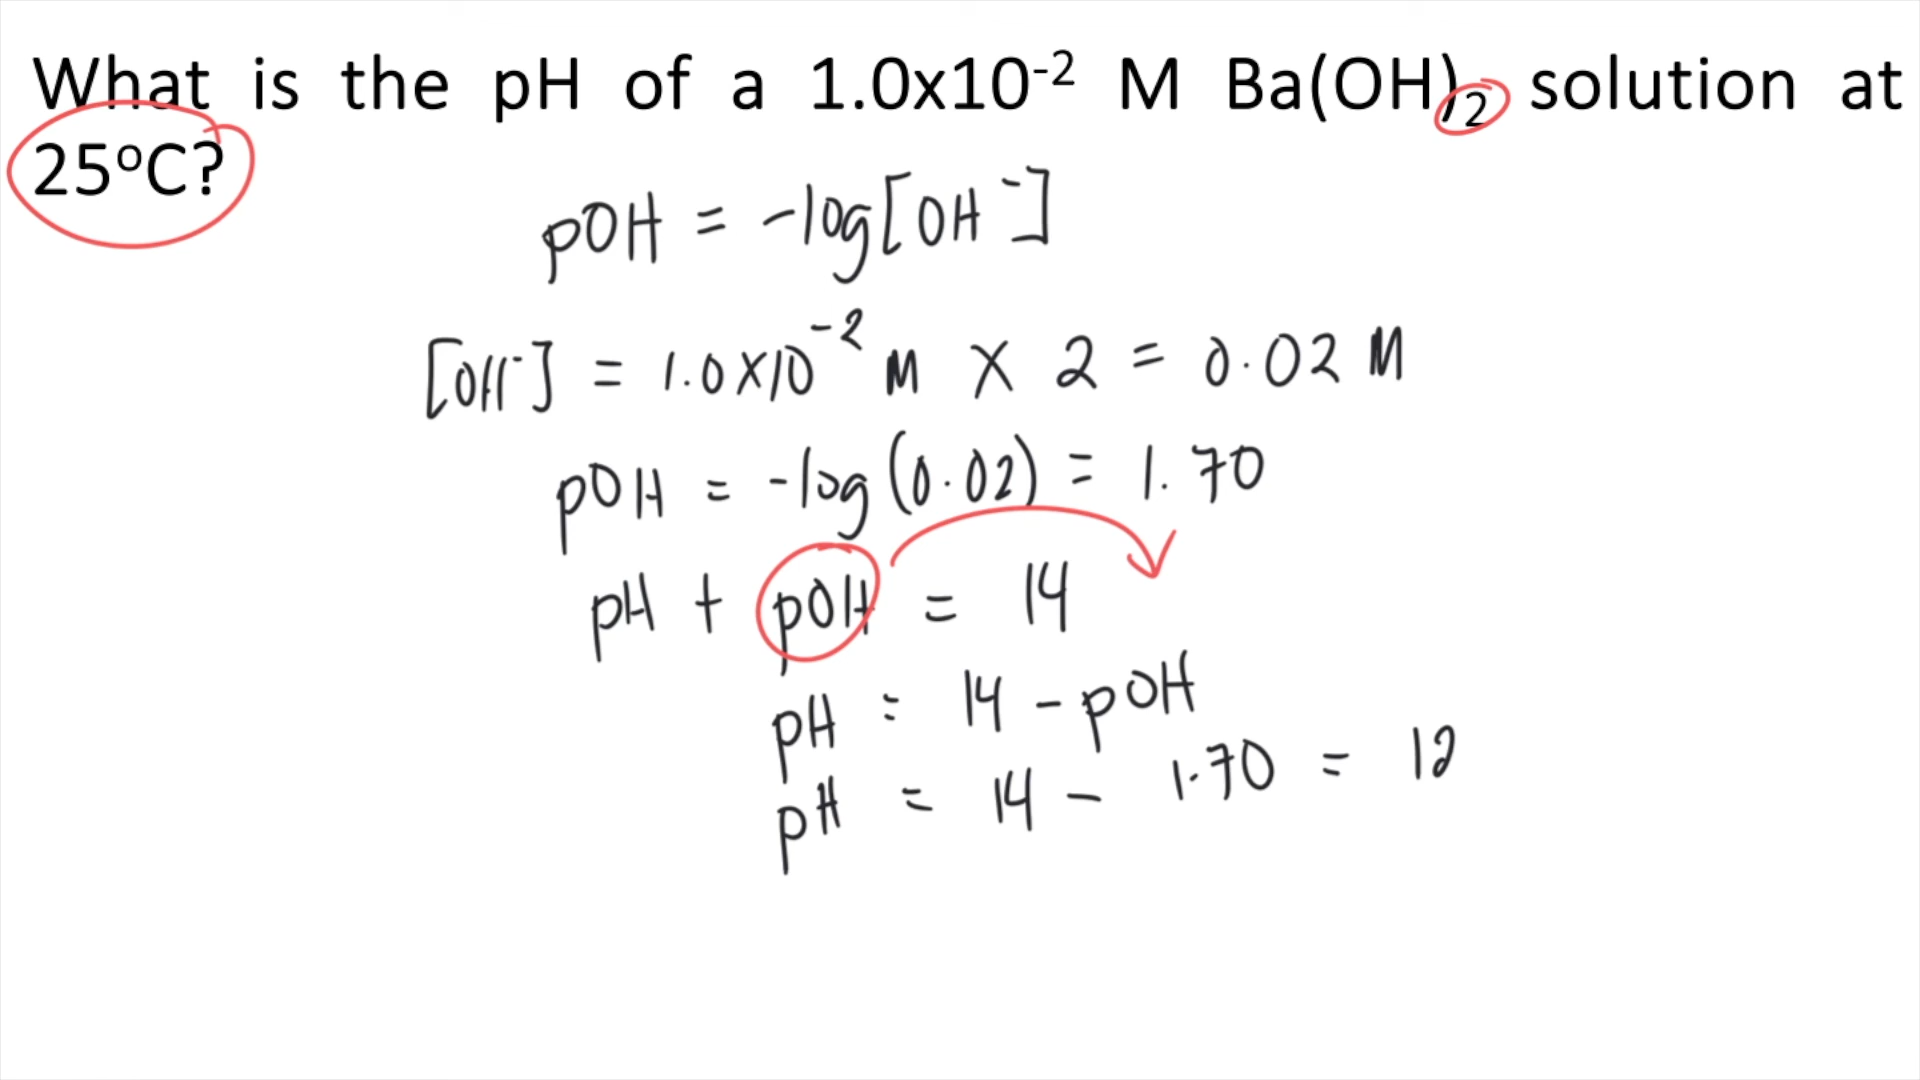 What is the pH of a 1.0x10⁻² M Ba(OH)₂ solution at
25°C?
pOH = -log[OH⁻]
[OH⁻] = 1.0X10⁻² M X 2 = 0.02 M
pOH = -log(0.02) = 1.70
pH + pOH = 14
pH = 14 - pOH
pH = 14 - 1.70 = 12